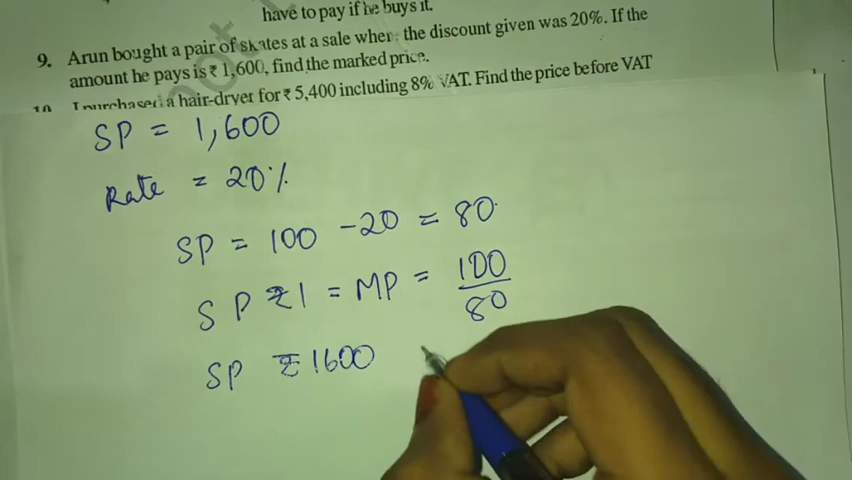 have to pay if he buys it.
9. Arun bought a pair of skates at a sale where the discount given was 20%. If the
amount he pays is ₹ 1,600, find the marked price.
10. I purchased a hair-dryer for ₹ 5,400 including 8% VAT. Find the price before VAT
SP = 1,600
Rate = 20%
SP = 100 - 20 = 80.
SP ₹1 = MP = 100/80
SP ₹1600